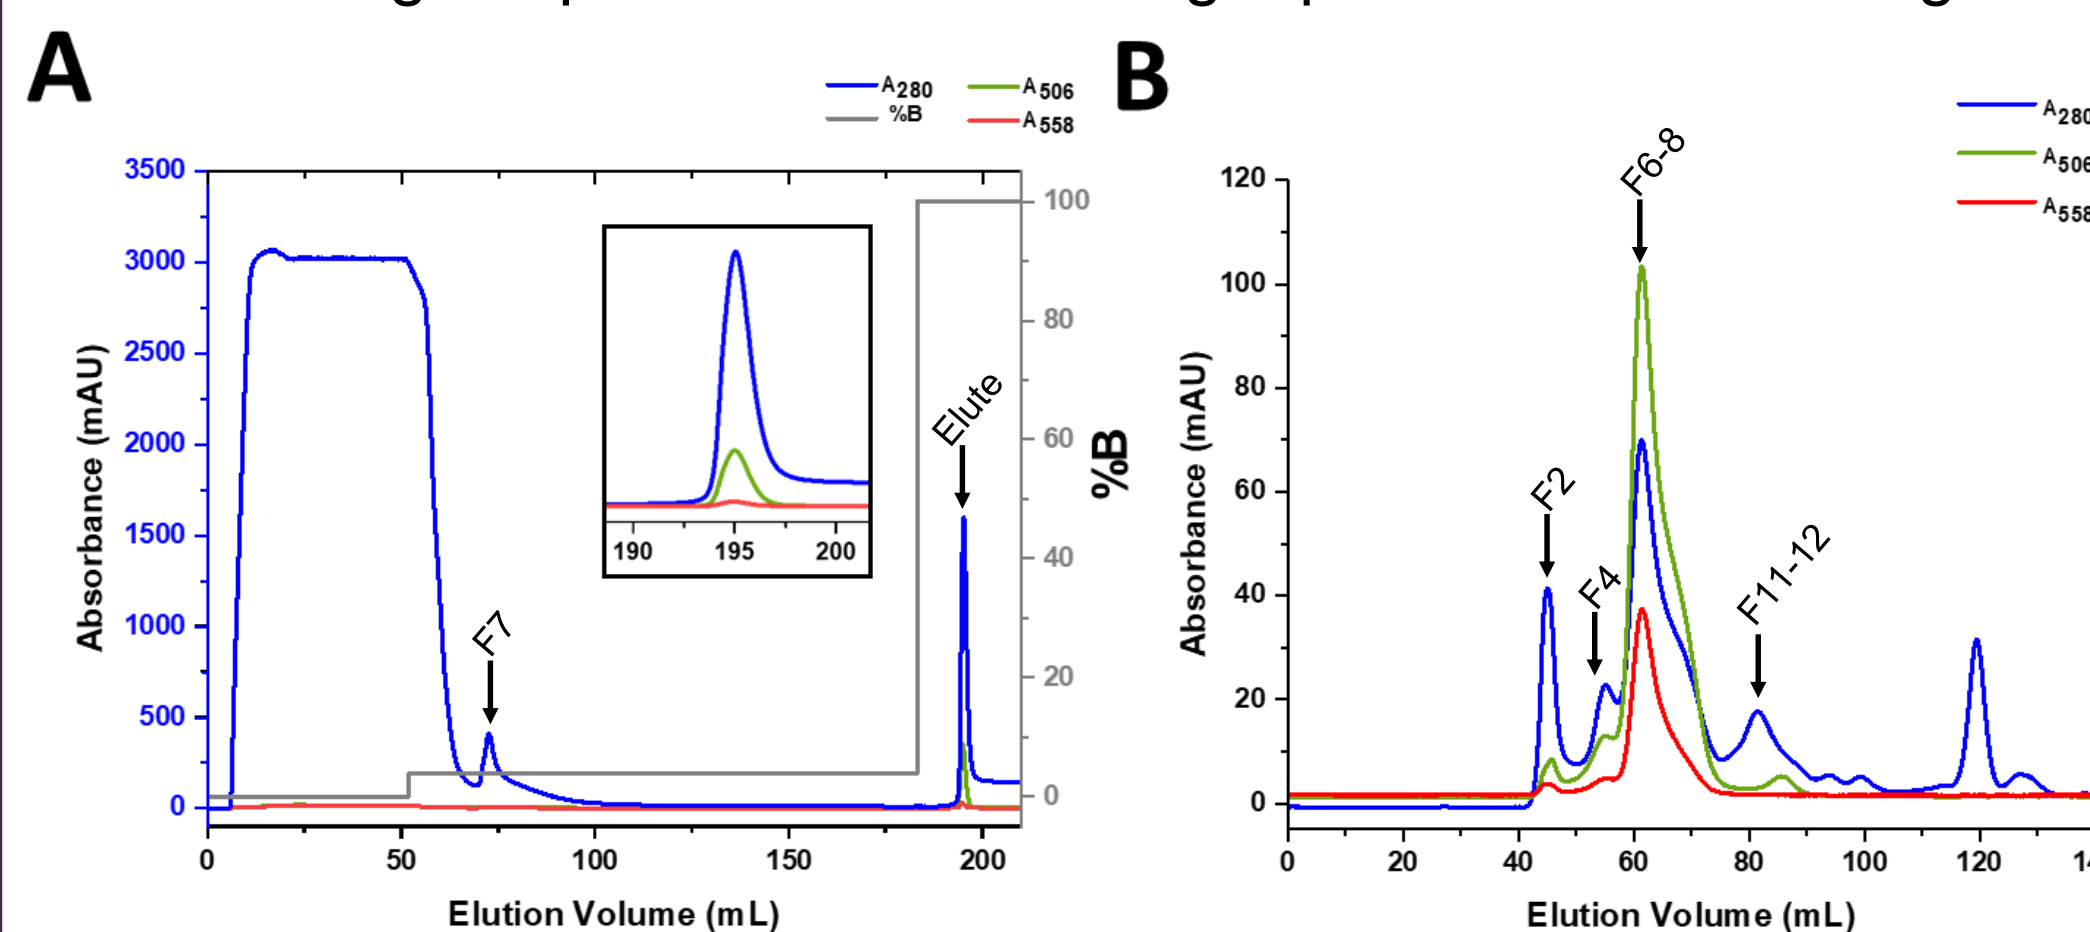 A
A280
A506
%B
A558
3500
3000
2500
2000
1500
1000
500
0
Absorbance (mAU)
100
80
60
40
20
0
%B
F7
Elute
190 195 200
0 50 100 150 200
Elution Volume (mL)
B
A280
A506
A558
120
100
80
60
40
20
0
Absorbance (mAU)
F2
F4
F6-8
F11-12
0 20 40 60 80 100 120
Elution Volume (mL)